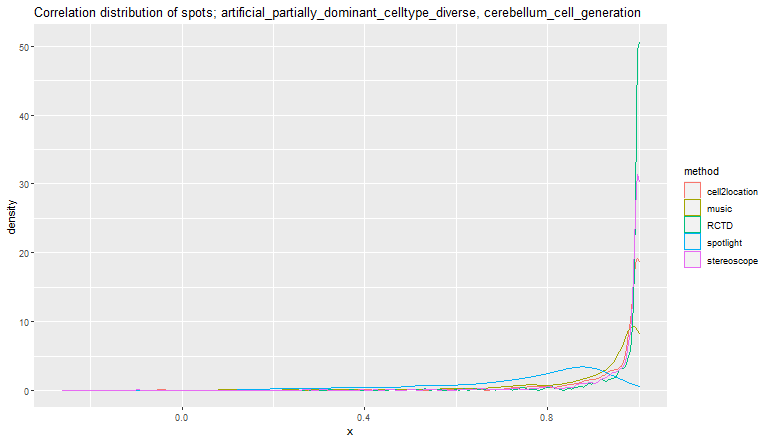 Correlation distribution of spots; artificial_partially_dominant_celltype_diverse, cerebellum_cell_generation
50
40
30
20
10
0
density
0.0 0.4 0.8
x
method
cell2location
music
RCTD
spotlight
stereoscope